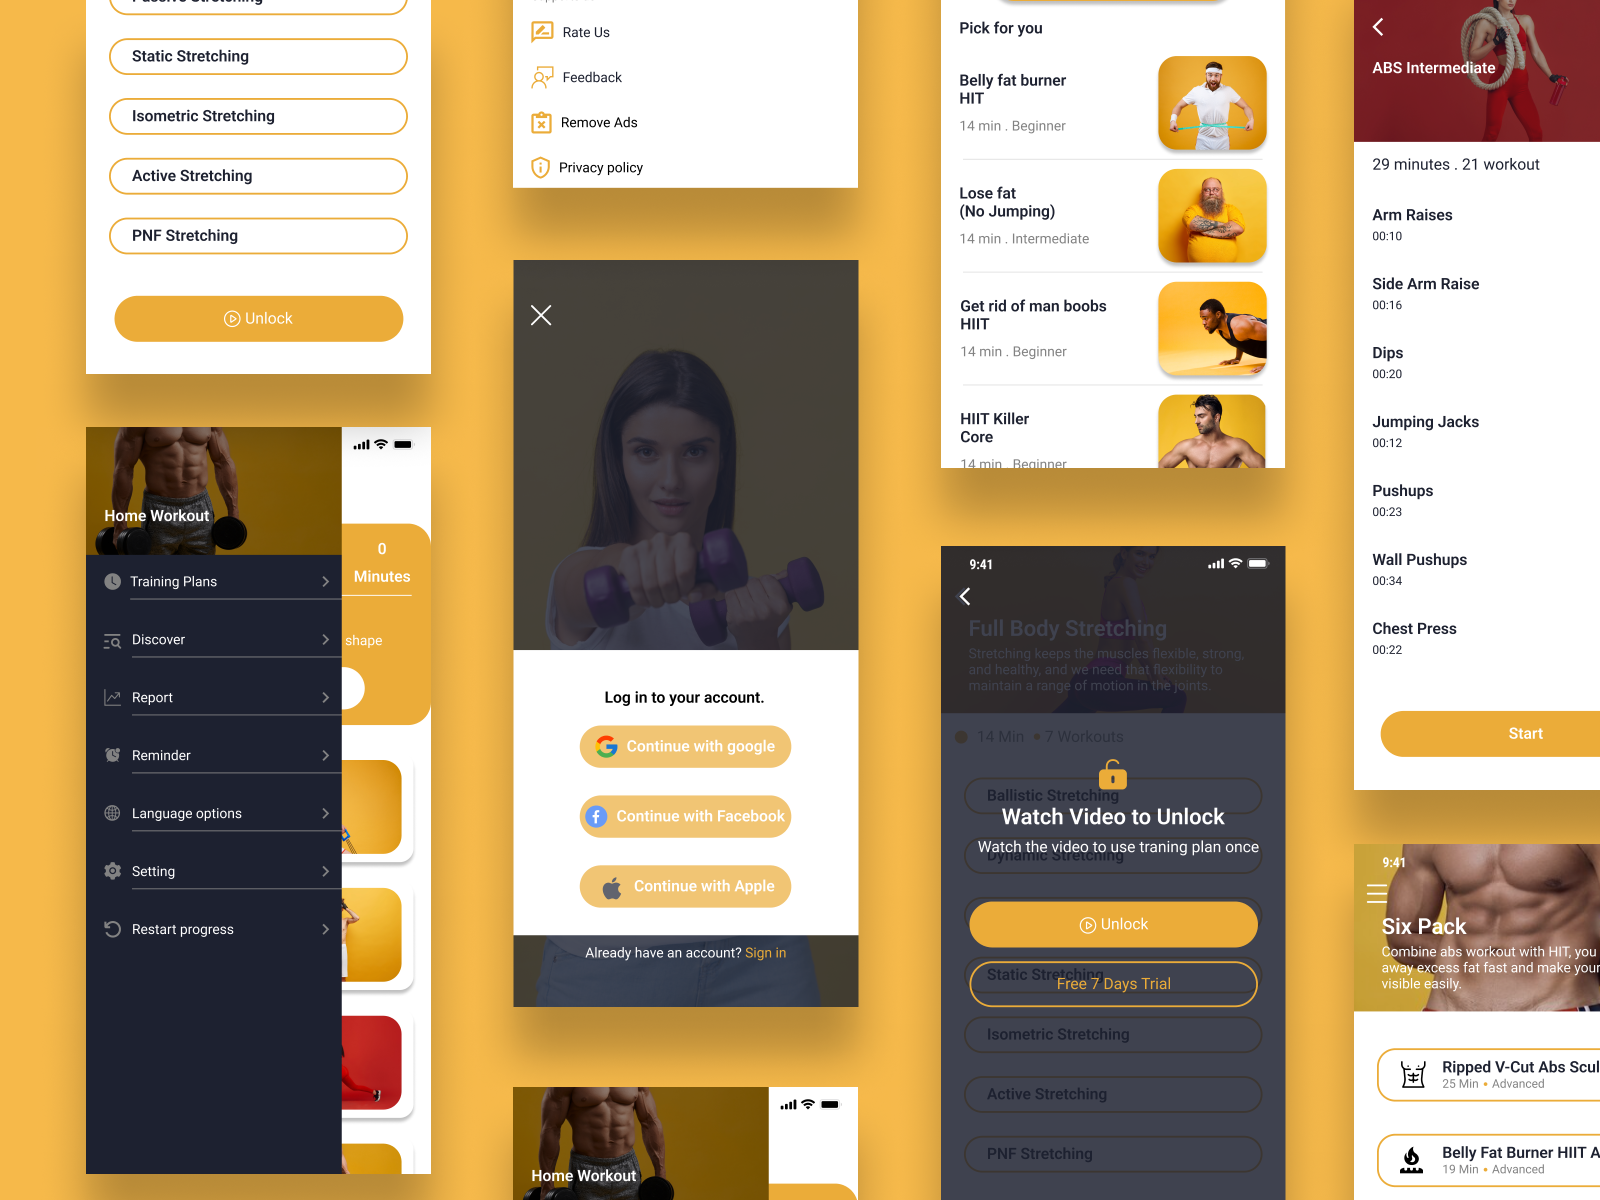 Passive Stretching
Static Stretching
Isometric Stretching
Active Stretching
PNF Stretching
Unlock
Home Workout
Training Plans
Discover
Report
Reminder
Language options
Setting
Restart progress
0
Minutes
shape
Rate Us
Feedback
Remove Ads
Privacy policy
Log in to your account.
Continue with google
Continue with Facebook
Continue with Apple
Already have an account? Sign in
Home Workout
Pick for you
Belly fat burner
HIT
14 min . Beginner
Lose fat
(No Jumping)
14 min . Intermediate
Get rid of man boobs
HIIT
14 min . Beginner
HIIT Killer
Core
14 min . Beginner
9:41
Full Body Stretching
Stretching keeps the muscles flexible, strong,
and healthy, and we need that flexibility to
maintain a range of motion in the joints.
14 Min • 7 Workouts
Ballistic Stretching
Watch Video to Unlock
Watch the video to use traning plan once
Dynamic Stretching
Unlock
Static Stretching
Free 7 Days Trial
Isometric Stretching
Active Stretching
PNF Stretching
ABS Intermediate
29 minutes . 21 workout
Arm Raises
00:10
Side Arm Raise
00:16
Dips
00:20
Jumping Jacks
00:12
Pushups
00:23
Wall Pushups
00:34
Chest Press
00:22
Start
9:41
Six Pack
Combine abs workout with HIT, you
away excess fat fast and make your
visible easily.
Ripped V-Cut Abs Scul
25 Min • Advanced
Belly Fat Burner HIIT A
19 Min • Advanced